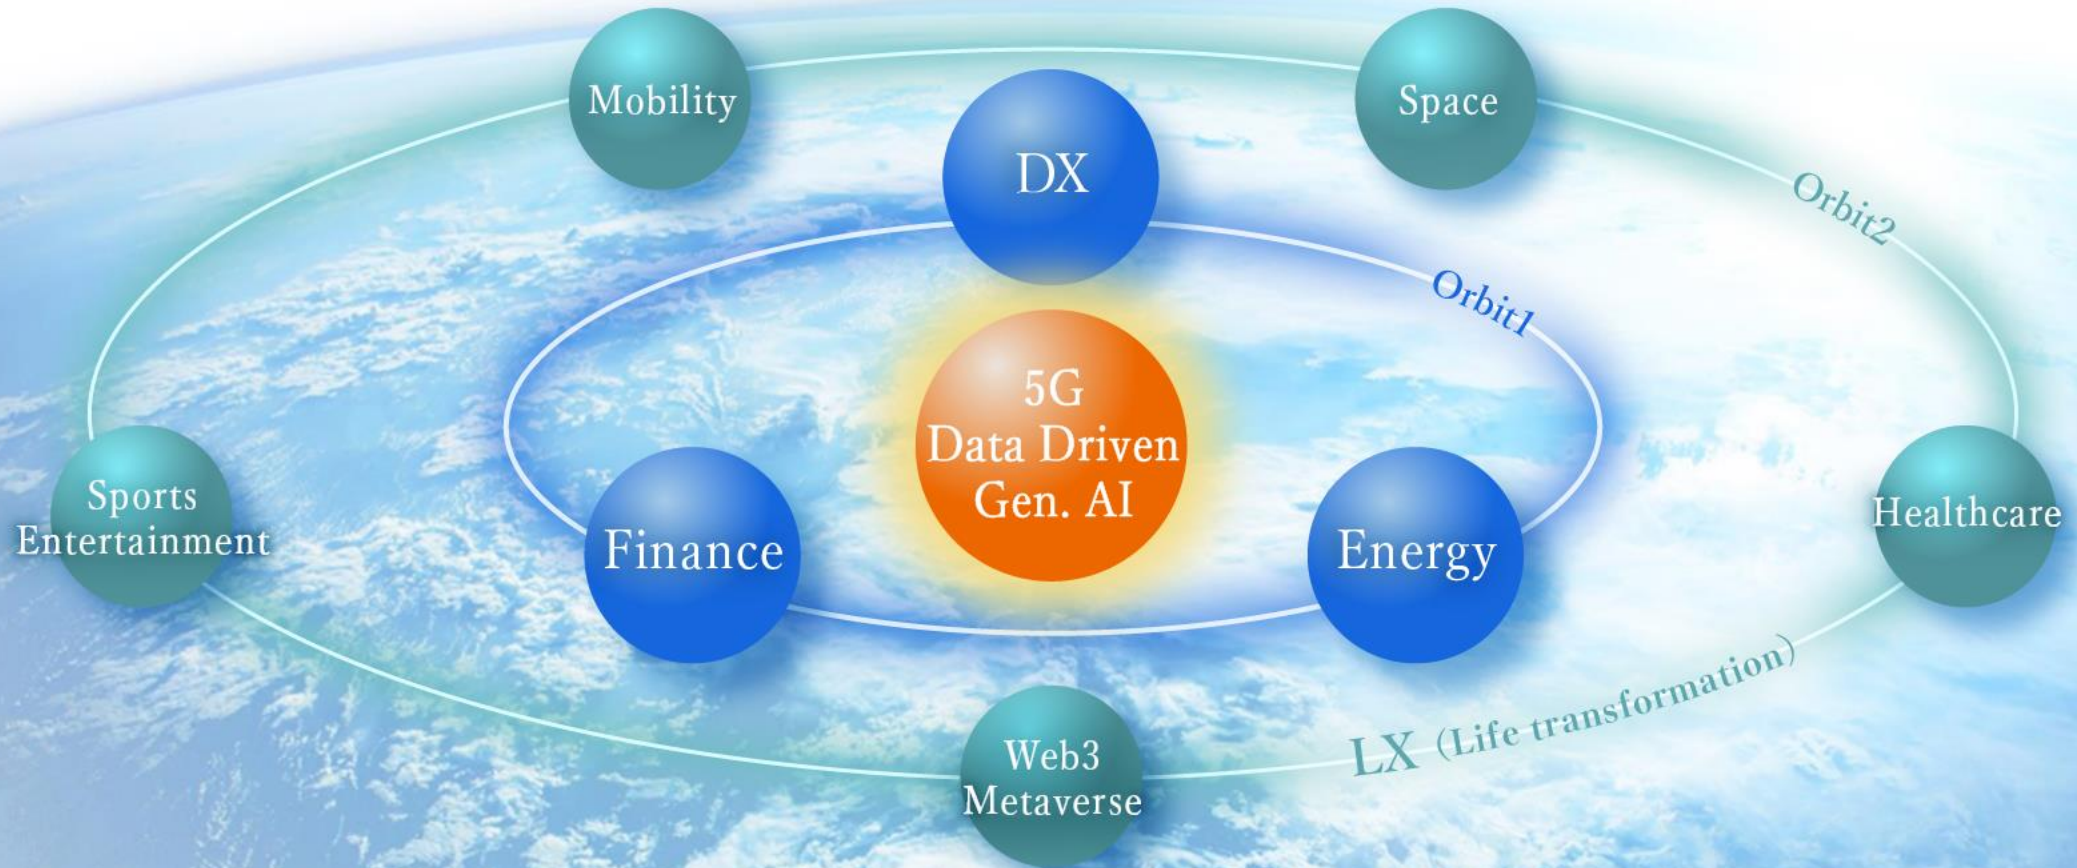 Mobility
Space
DX
Orbit2
Orbit1
5G
Data Driven
Gen. AI
Sports
Entertainment
Finance
Energy
Healthcare
LX (Life transformation)
Web3
Metaverse